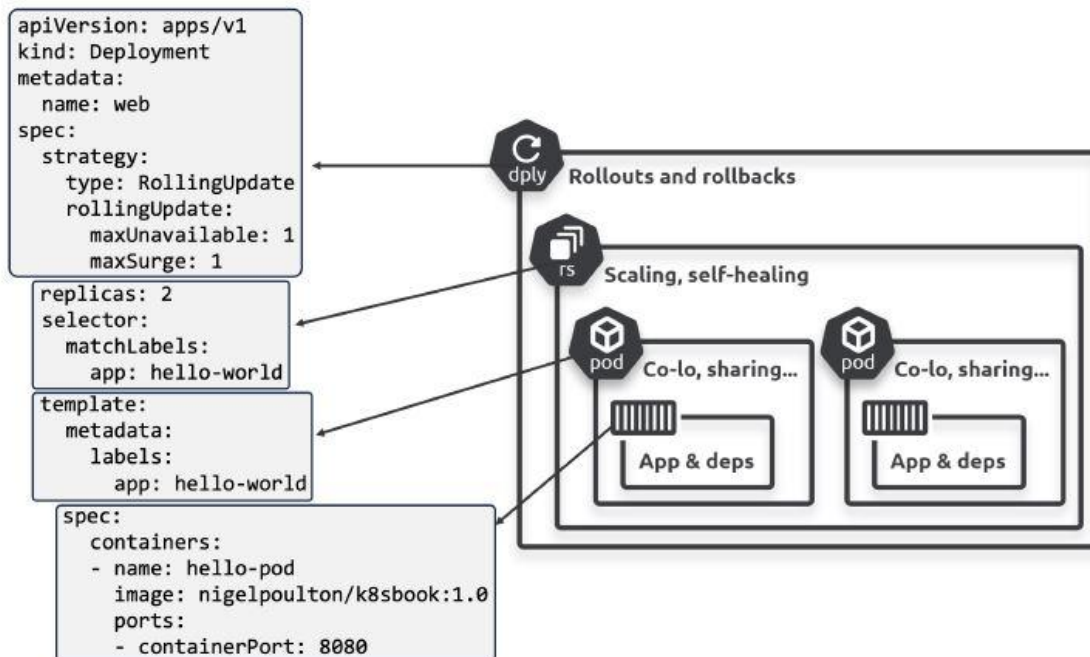 apiVersion: apps/v1
kind: Deployment
metadata:
  name: web
spec:
  strategy:
    type: RollingUpdate
    rollingUpdate:
      maxUnavailable: 1
      maxSurge: 1
replicas: 2
selector:
  matchLabels:
    app: hello-world
template:
  metadata:
    labels:
      app: hello-world
spec:
  containers:
  - name: hello-pod
    image: nigelpoulton/k8sbook:1.0
    ports:
    - containerPort: 8080
dply
Rollouts and rollbacks
rs
Scaling, self-healing
pod
Co-lo, sharing...
App & deps
pod
Co-lo, sharing...
App & deps